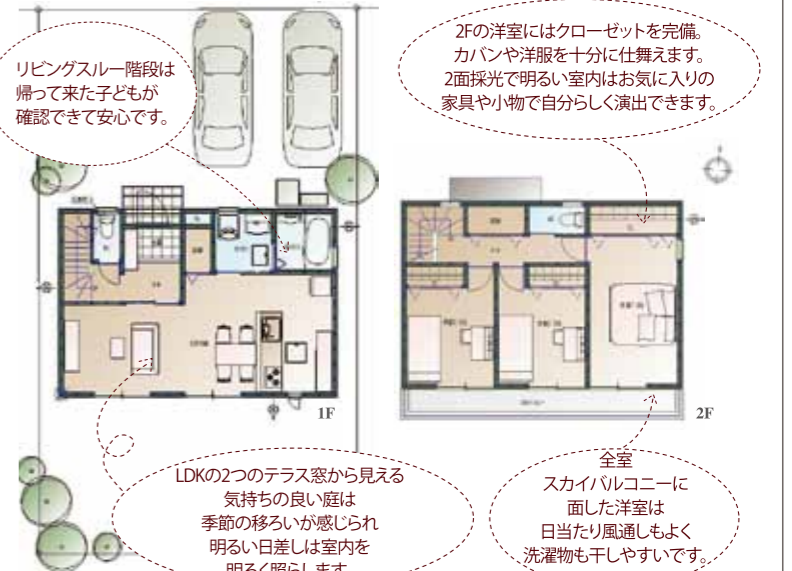 リビングスルー階段は
帰って来た子どもが
確認できて安心です。
2Fの洋室にはクローゼットを完備。
カバンや洋服を十分に仕舞えます。
2面採光で明るい室内はお気に入りの
家具や小物で自分らしく演出できます。
1F
2F
LDKの2つのテラス窓から見える
気持ちの良い庭は
季節の移ろいが感じられ
明るい日差しは室内を
明るく照らします。
全室
スカイバルコニーに
面した洋室は
日当たり風通しもよく
洗濯物も干しやすいです。